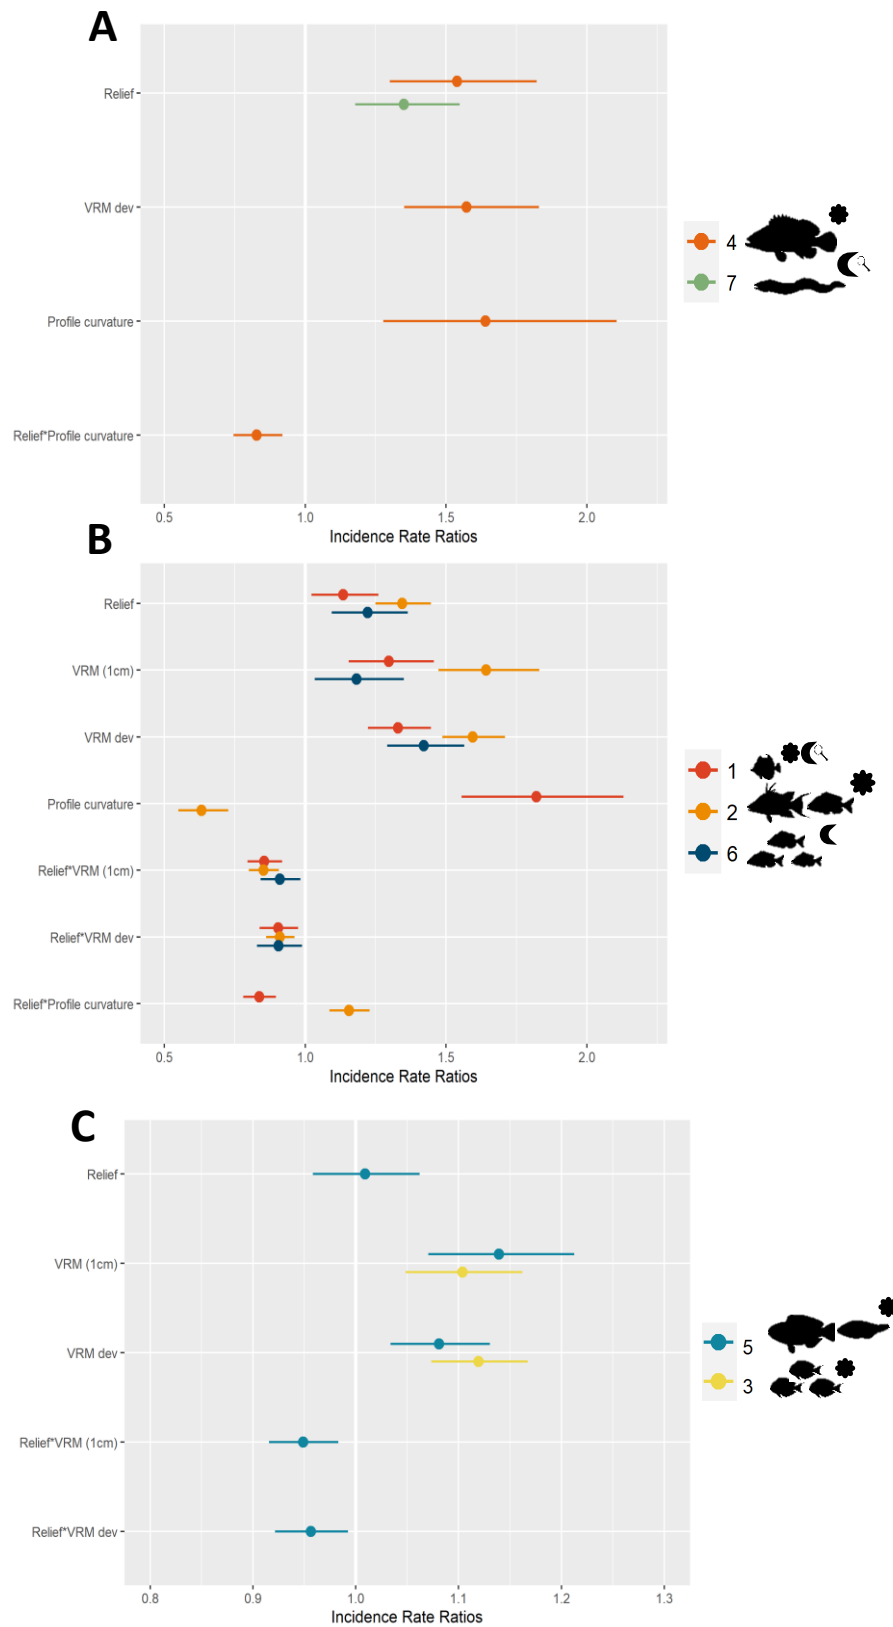 A
Relief
VRM dev
Profile curvature
Relief*Profile curvature
0.5 1.0 1.5 2.0
Incidence Rate Ratios
4
7
B
Relief
VRM (1cm)
VRM dev
Profile curvature
Relief*VRM (1cm)
Relief*VRM dev
Relief*Profile curvature
0.5 1.0 1.5 2.0
Incidence Rate Ratios
1
2
6
C
Relief
VRM (1cm)
VRM dev
Relief*VRM (1cm)
Relief*VRM dev
0.8 0.9 1.0 1.1 1.2 1.3
Incidence Rate Ratios
5
3